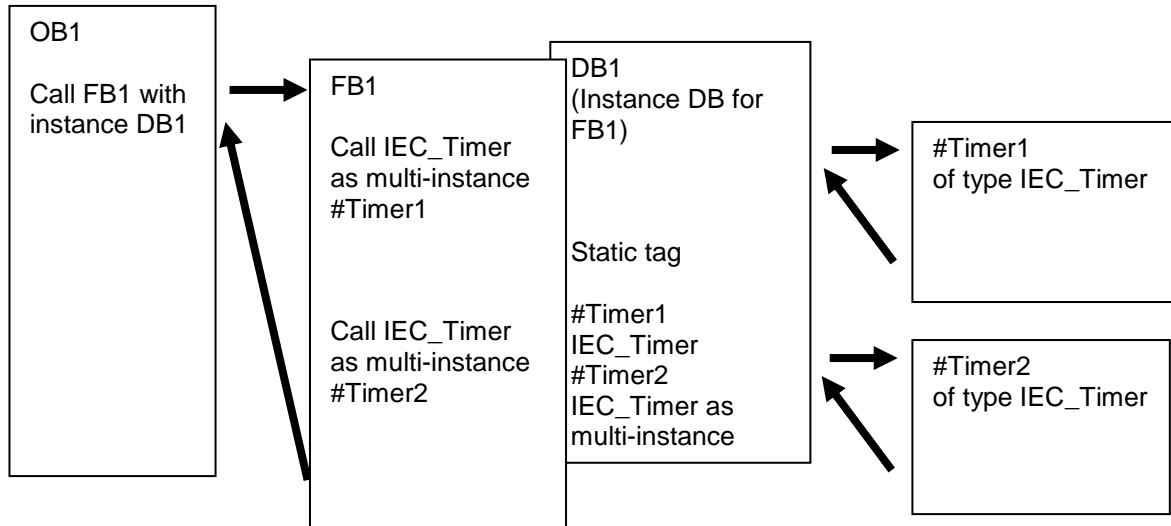 OB1
Call FB1 with
instance DB1
FB1
Call IEC_Timer
as multi-instance
#Timer1
Call IEC_Timer
as multi-instance
#Timer2
DB1
(Instance DB for
FB1)
Static tag
#Timer1
IEC_Timer
#Timer2
IEC_Timer as
multi-instance
#Timer1
of type IEC_Timer
#Timer2
of type IEC_Timer